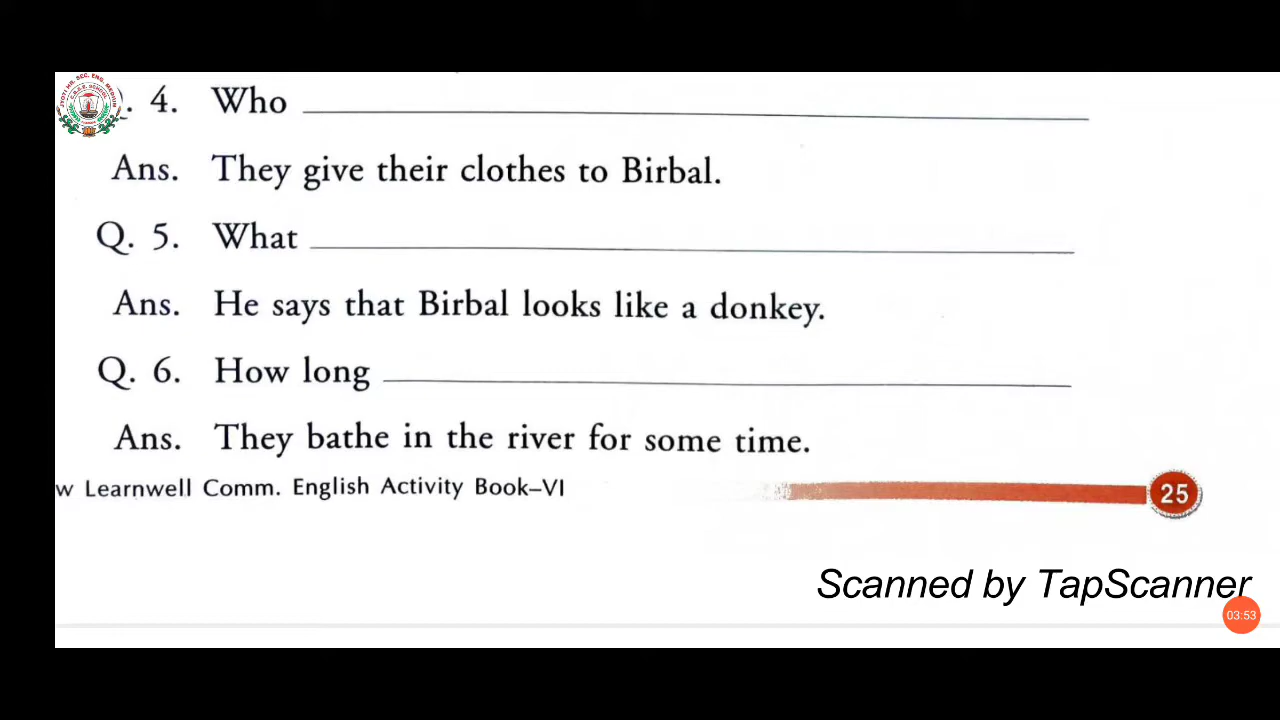 . 4. Who
Ans. They give their clothes to Birbal.
Q. 5. What
Ans. He says that Birbal looks like a donkey.
Q. 6. How long
Ans. They bathe in the river for some time.
w Learnwell Comm. English Activity Book–VI
25
Scanned by TapScanner
03:53